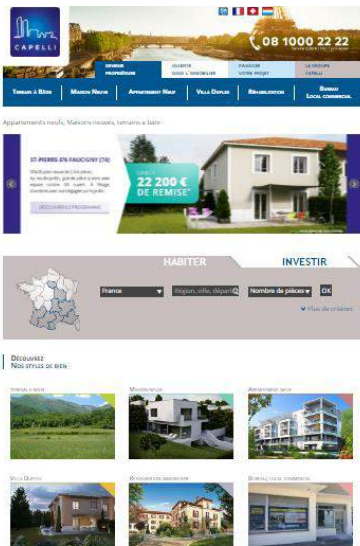 CAPELLI
08 1000 22 22
DEVENIR
PROPRIÉTAIRE
INVESTIR
DANS L'IMMOBILIER
FINANCER
VOTRE PROJET
LE GROUPE
CAPELLI
TERRAIN À BÂTIR
MAISON NEUVE
APPARTEMENT NEUF
VILLA DUPLEX
RÉHABILITATION
BUREAU
LOCAL COMMERCIAL
Appartements neufs, Maisons neuves, terrains a batir
ST-PIERRE-EN-FAUCIGNY (74)
22 200 €
DE REMISE*
DÉCOUVRIR LE PROGRAMME
HABITER
INVESTIR
France
Région, ville, départ
Nombre de pièces
OK
Plus de critères
DÉCOUVREZ
NOS STYLES DE BIEN
TERRAIN À BÂTIR
MAISON NEUVE
APPARTEMENT NEUF
VILLA DUPLEX
BUREAU, LOCAL COMMERCIAL